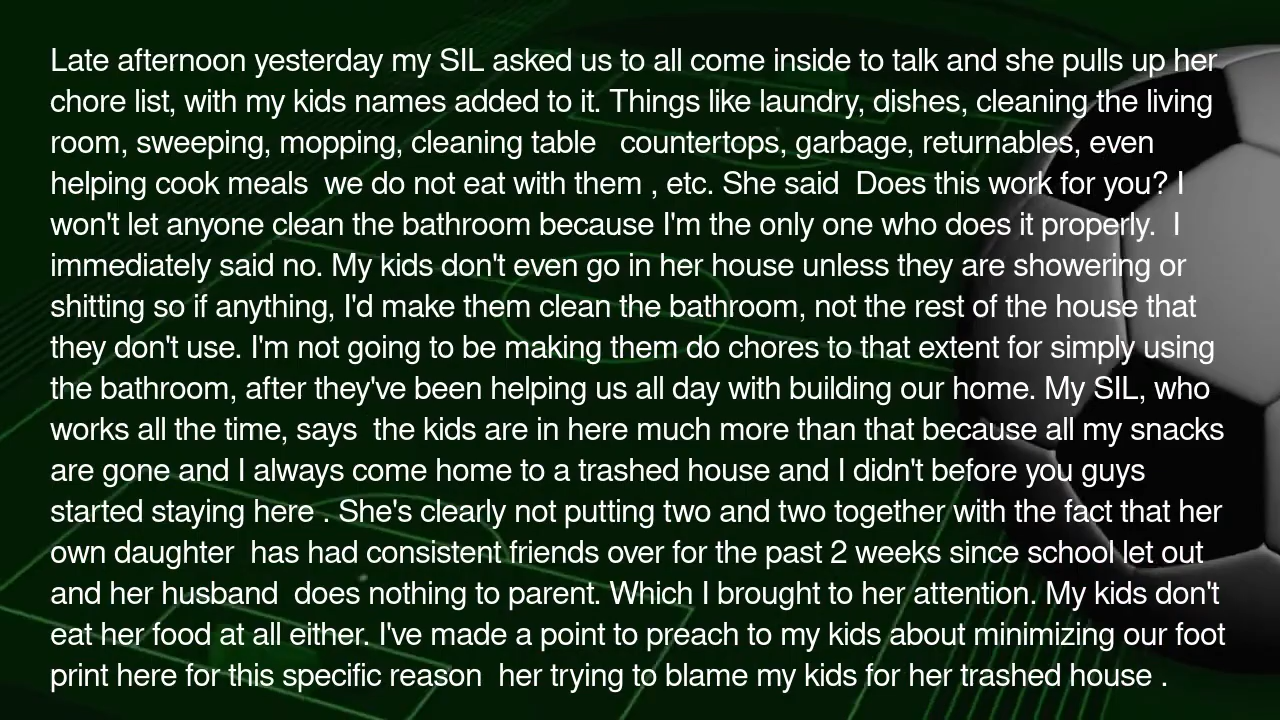 Late afternoon yesterday my SIL asked us to all come inside to talk and she pulls up her
chore list, with my kids names added to it. Things like laundry, dishes, cleaning the living
room, sweeping, mopping, cleaning table   countertops, garbage, returnables, even
helping cook meals  we do not eat with them , etc. She said  Does this work for you? I
won't let anyone clean the bathroom because I'm the only one who does it properly.  I
immediately said no. My kids don't even go in her house unless they are showering or
shitting so if anything, I'd make them clean the bathroom, not the rest of the house that
they don't use. I'm not going to be making them do chores to that extent for simply using
the bathroom, after they've been helping us all day with building our home. My SIL, who
works all the time, says  the kids are in here much more than that because all my snacks
are gone and I always come home to a trashed house and I didn't before you guys
started staying here . She's clearly not putting two and two together with the fact that her
own daughter  has had consistent friends over for the past 2 weeks since school let out
and her husband  does nothing to parent. Which I brought to her attention. My kids don't
eat her food at all either. I've made a point to preach to my kids about minimizing our foot
print here for this specific reason  her trying to blame my kids for her trashed house .